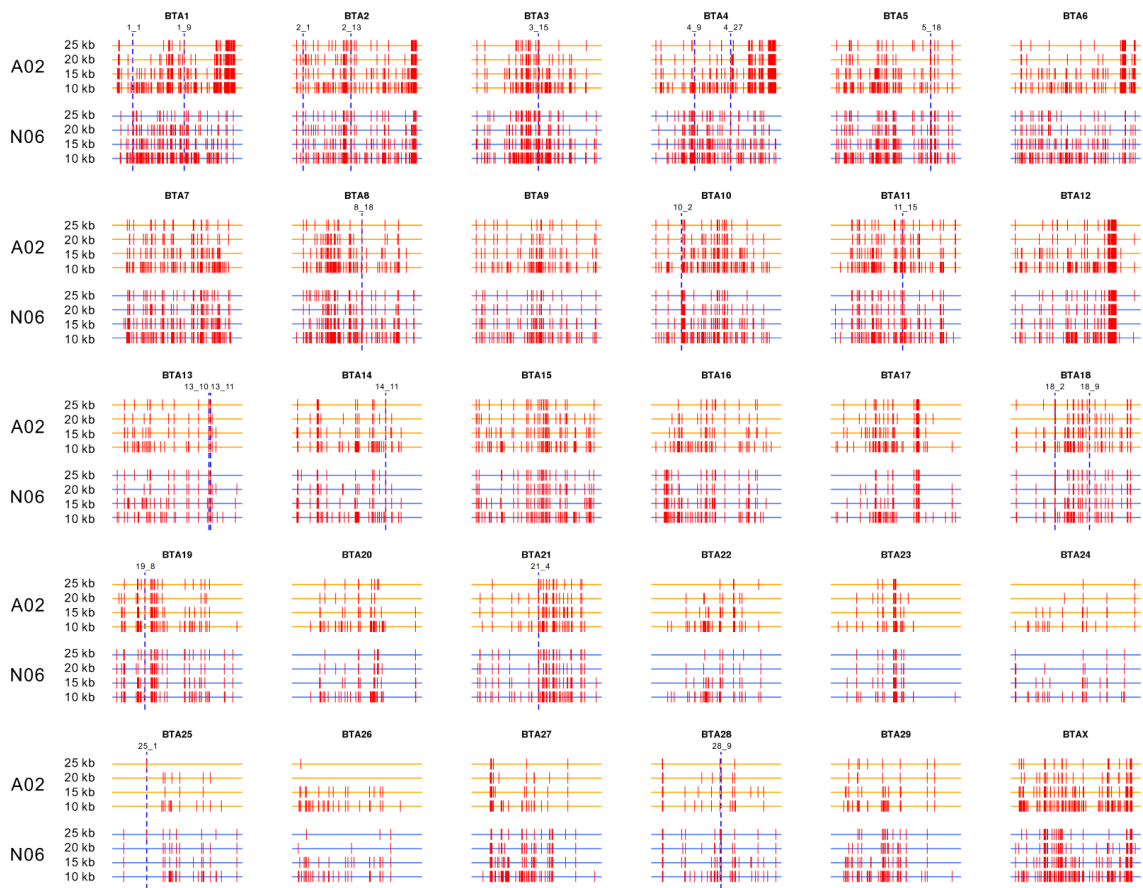 BTA1 BTA2 BTA3 BTA4 BTA5 BTA6
1_1 1_9 2_1 2_13 3_15 4_9 4_27 5_18
A02
25 kb
20 kb
15 kb
10 kb
N06
25 kb
20 kb
15 kb
10 kb
BTA7 BTA8 BTA9 BTA10 BTA11 BTA12
8_18 10_2 11_15
A02
25 kb
20 kb
15 kb
10 kb
N06
25 kb
20 kb
15 kb
10 kb
BTA13 BTA14 BTA15 BTA16 BTA17 BTA18
13_10 13_11 14_11 18_2 18_9
A02
25 kb
20 kb
15 kb
10 kb
N06
25 kb
20 kb
15 kb
10 kb
BTA19 BTA20 BTA21 BTA22 BTA23 BTA24
19_8 21_4
A02
25 kb
20 kb
15 kb
10 kb
N06
25 kb
20 kb
15 kb
10 kb
BTA25 BTA26 BTA27 BTA28 BTA29 BTAX
25_1 28_9
A02
25 kb
20 kb
15 kb
10 kb
N06
25 kb
20 kb
15 kb
10 kb